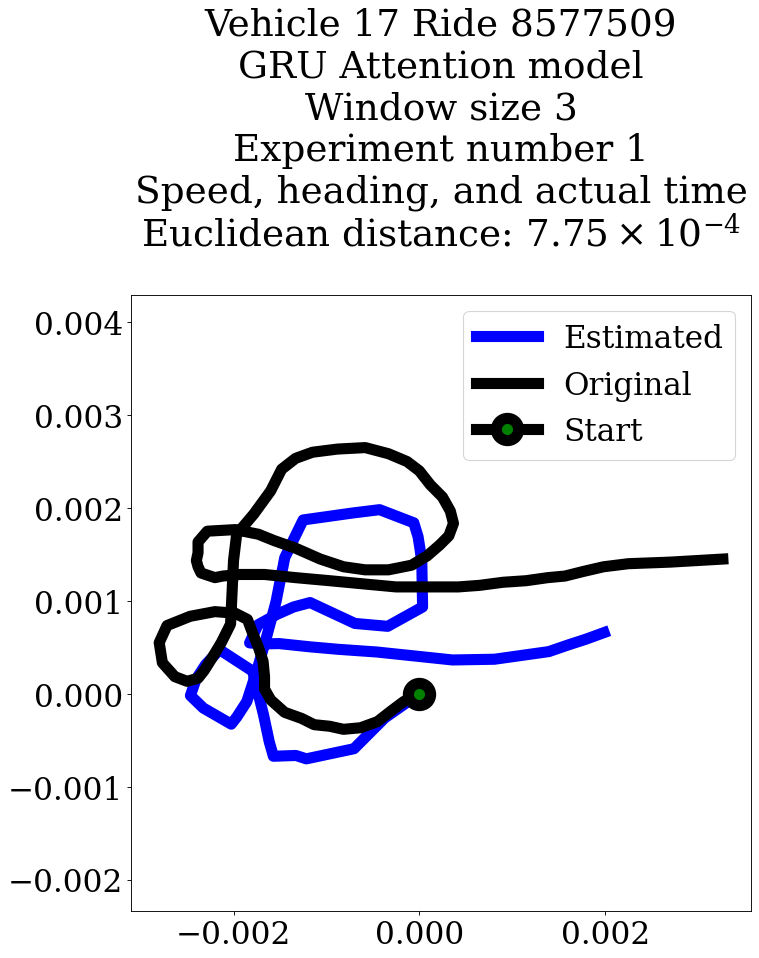 Vehicle 17 Ride 8577509
GRU Attention model
Window size 3
Experiment number 1
Speed, heading, and actual time
Euclidean distance: 7.75 × 10⁻⁴
Estimated
Original
Start
0.004
0.003
0.002
0.001
0.000
−0.001
−0.002
−0.002 0.000 0.002